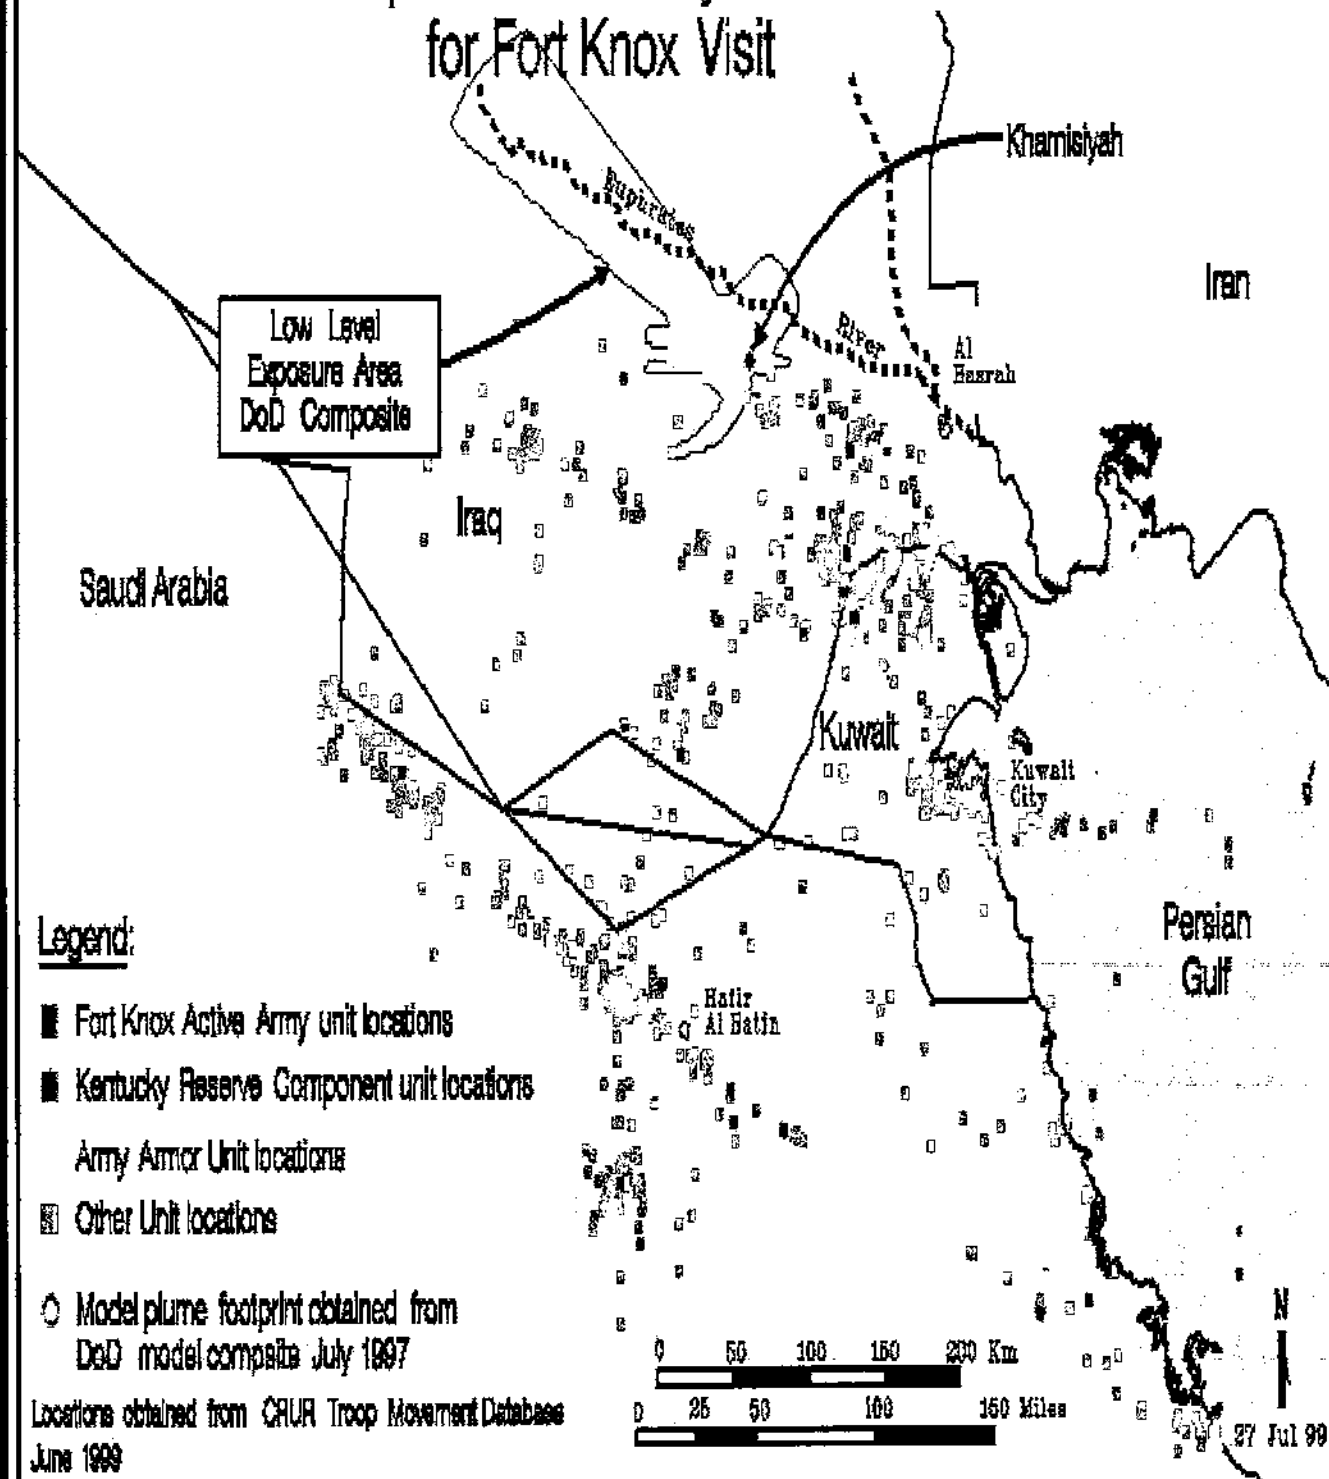 for Fort Knox Visit
Khamisiyah
Eupuratus
Iran
Low Level
Exposure Area
DoD Composite
River
Al
Basrah
Iraq
Saudi Arabia
Kuwait
Kuwait
City
Persian
Gulf
Legend:
Hafir
Al Batin
Fort Knox Active Army unit locations
Kentucky Reserve Component unit locations
Army Armor Unit locations
Other Unit locations
Model plume footprint obtained from
DoD model compsite July 1997
N
0 50 100 150 200 Km
0 25 50 100 150 Miles
Locations obtained from CRUR Troop Movement Database
June 1999
27 Jul 99